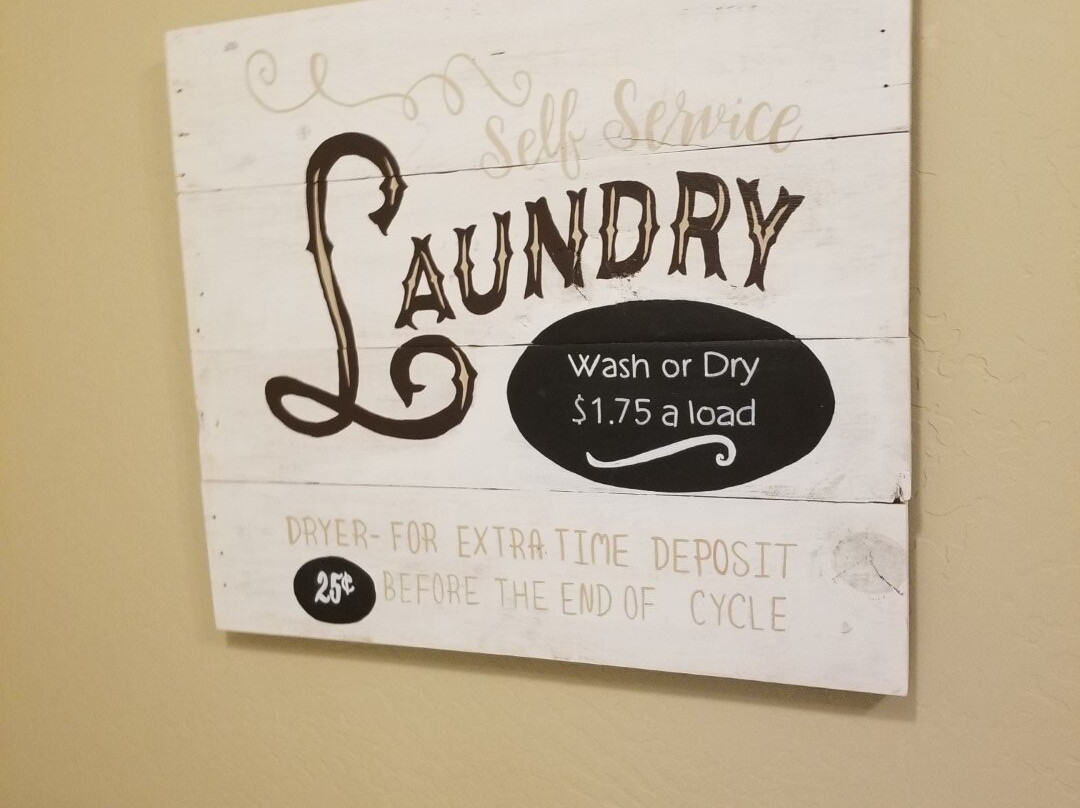 Self Service
LAUNDRY
Wash or Dry
$1.75 a load
DRYER- FOR EXTRA TIME DEPOSIT
25¢ BEFORE THE END OF CYCLE